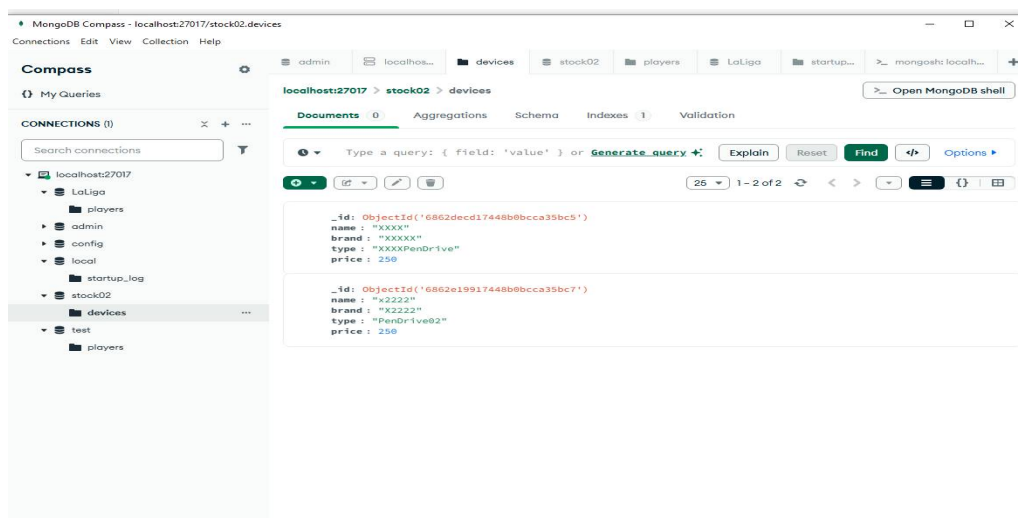 MongoDB Compass - localhost:27017/stock02.devices
Connections Edit View Collection Help
Compass
{} My Queries
CONNECTIONS (1)
Search connections
localhost:27017
LaLiga
players
admin
config
local
startup_log
stock02
devices
test
players
admin localhos... devices stock02 players LaLiga startup... >_ mongosh: localh... +
localhost:27017 > stock02 > devices >_ Open MongoDB shell
Documents 0 Aggregations Schema Indexes 1 Validation
Type a query: { field: 'value' } or Generate query Explain Reset Find </> Options
25 1 – 2 of 2 < > {}
_id: ObjectId('6862decd17448b0bcca35bc5')
name : "XXXX"
brand : "XXXXX"
type : "XXXXPenDrive"
price : 250
_id: ObjectId('6862e19917448b0bcca35bc7')
name : "x2222"
brand : "X2222"
type : "PenDrive02"
price : 250